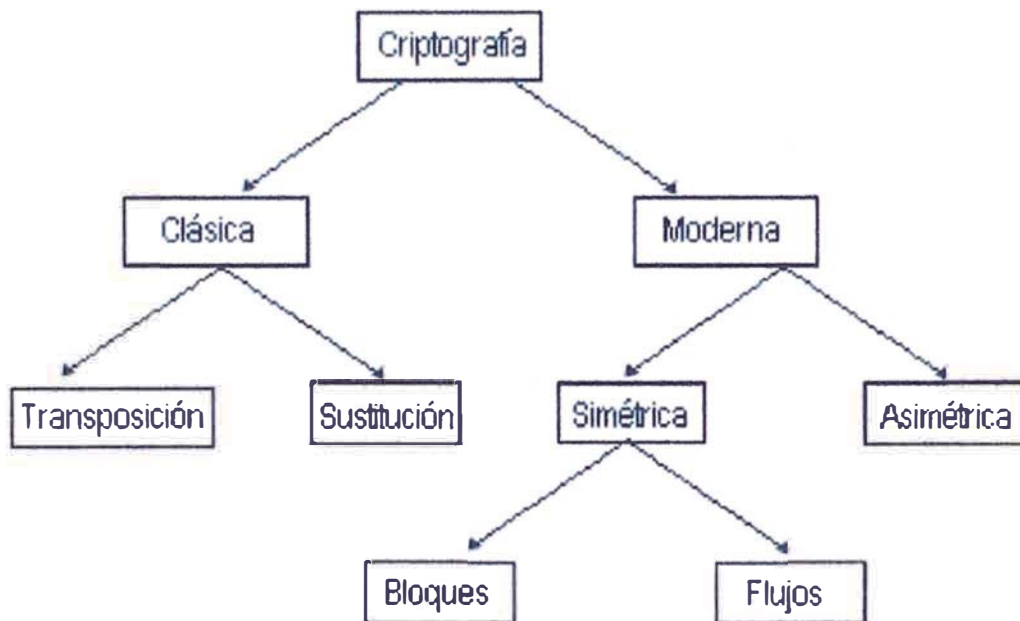 Criptografía
Clásica
Moderna
Transposición
Sustitución
Simétrica
Asimétrica
Bloques
Flujos